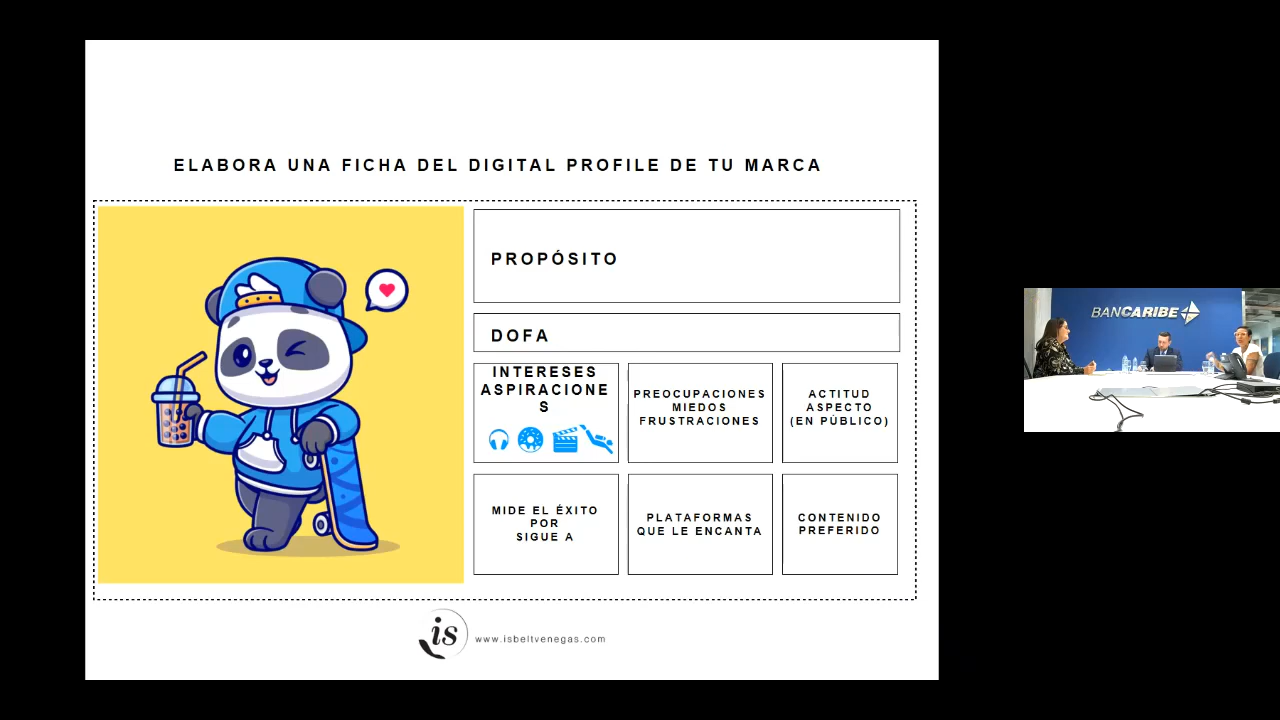 ELABORA UNA FICHA DEL DIGITAL PROFILE DE TU MARCA
PROPÓSITO
DOFA
INTERESES
ASPIRACIONE
S
PREOCUPACIONES
MIEDOS
FRUSTRACIONES
ACTITUD
ASPECTO
(EN PÚBLICO)
MIDE EL ÉXITO
POR
SIGUE A
PLATAFORMAS
QUE LE ENCANTA
CONTENIDO
PREFERIDO
is
www.isbeltvenegas.com
BANCARIBE